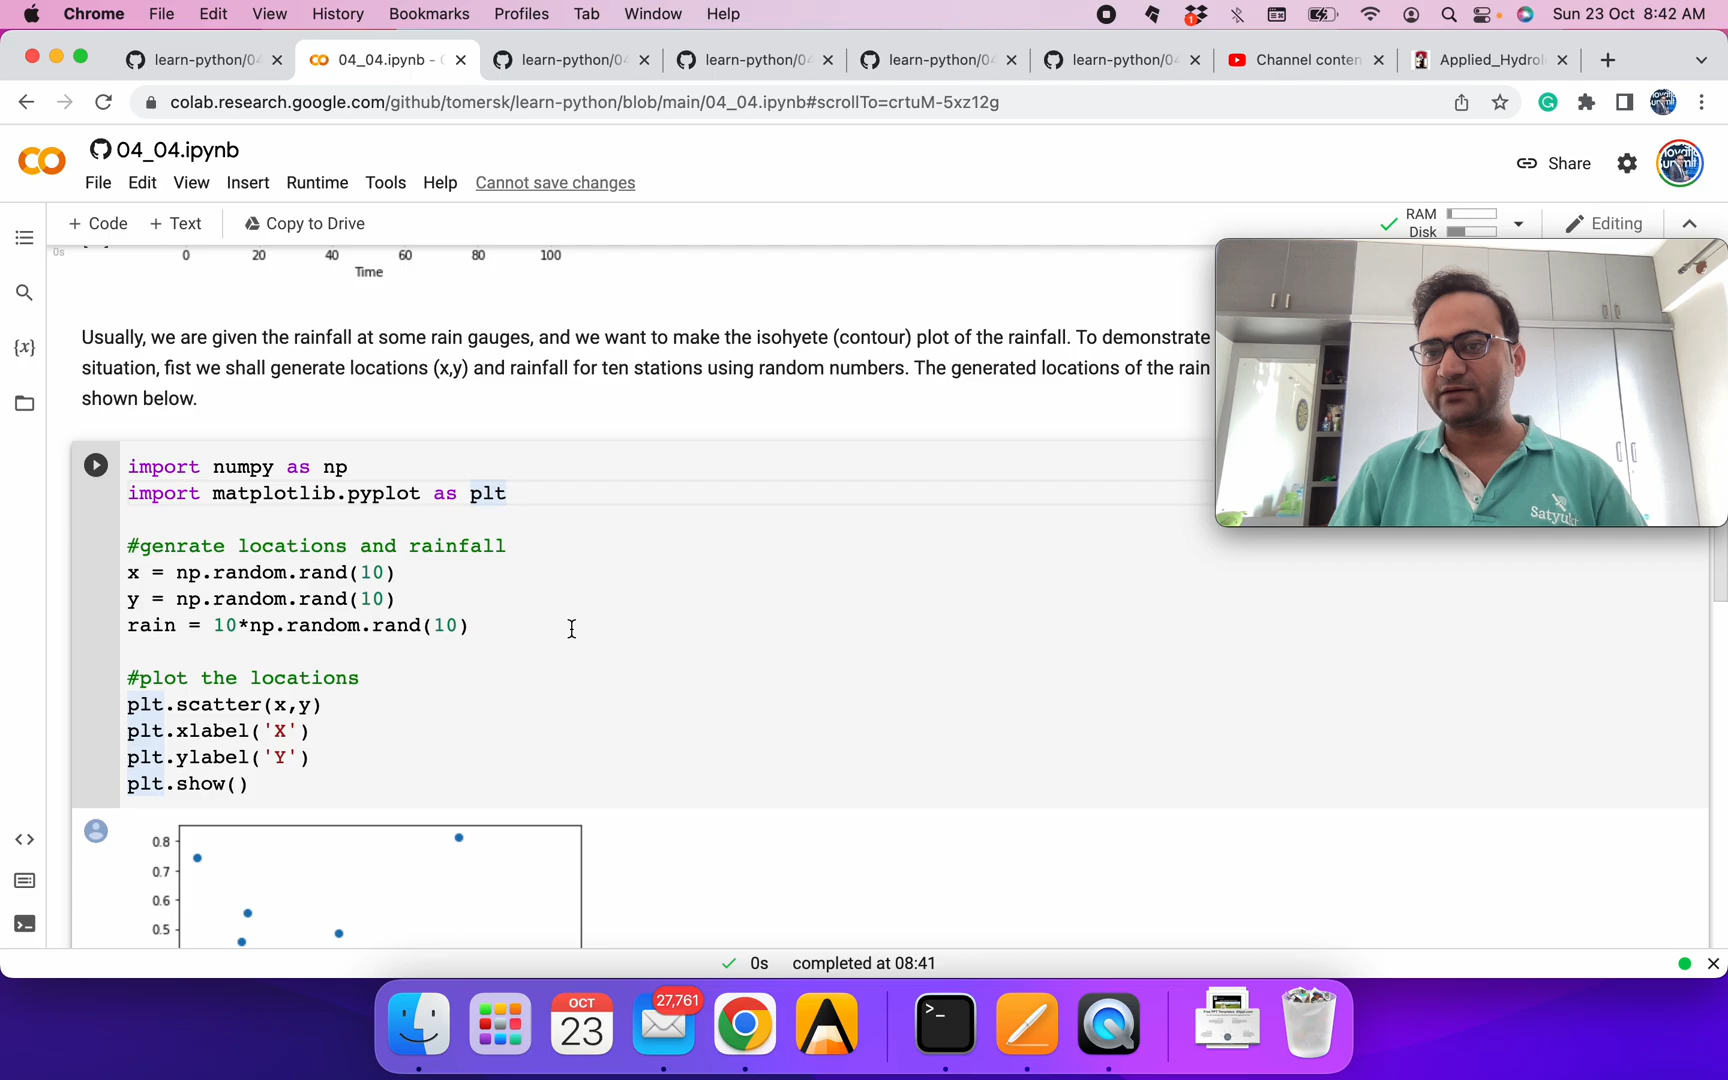 Chrome File Edit View History Bookmarks Profiles Tab Window Help Sun 23 Oct 8:42 AM
learn-python/04 04_04.ipynb - C learn-python/04 learn-python/04 learn-python/04 learn-python/04 Channel conten Applied_Hydrol
colab.research.google.com/github/tomersk/learn-python/blob/main/04_04.ipynb#scrollTo=crtuM-5xz12g
04_04.ipynb
Share
File Edit View Insert Runtime Tools Help Cannot save changes
+ Code + Text Copy to Drive
RAM
Disk
Editing
0s
0 20 40 60 80 100
Time
Usually, we are given the rainfall at some rain gauges, and we want to make the isohyete (contour) plot of the rainfall. To demonstrate
situation, fist we shall generate locations (x,y) and rainfall for ten stations using random numbers. The generated locations of the rain
shown below.
{x}
import numpy as np
import matplotlib.pyplot as plt
#genrate locations and rainfall
x = np.random.rand(10)
y = np.random.rand(10)
rain = 10*np.random.rand(10)
#plot the locations
plt.scatter(x,y)
plt.xlabel('X')
plt.ylabel('Y')
plt.show()
Satyukt
0.8
0.7
0.6
0.5
0s completed at 08:41
OCT
23
27,761